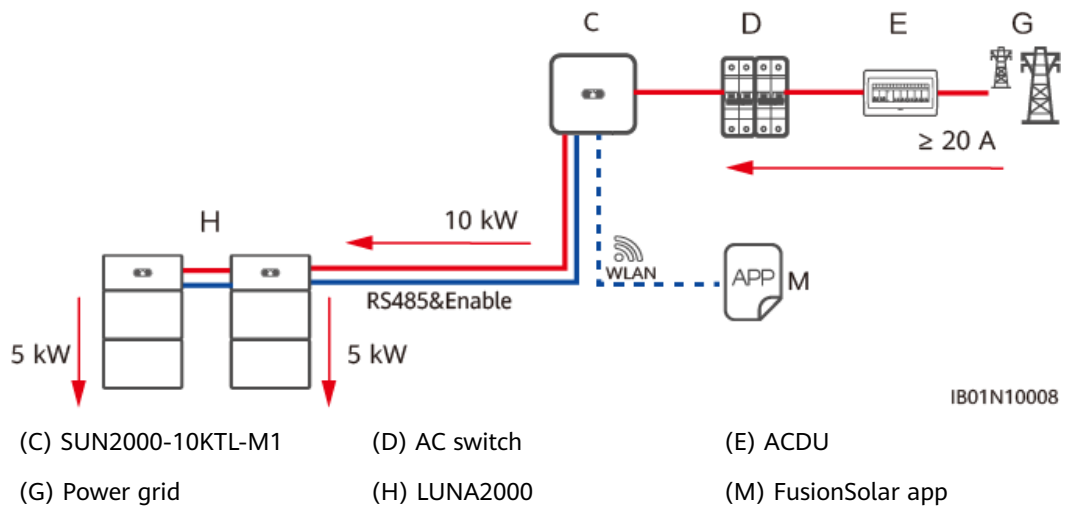 C D E G
≥ 20 A
H
10 kW
WLAN
APP
M
RS485&Enable
5 kW
5 kW
IB01N10008
(C) SUN2000-10KTL-M1 (D) AC switch (E) ACDU
(G) Power grid (H) LUNA2000 (M) FusionSolar app